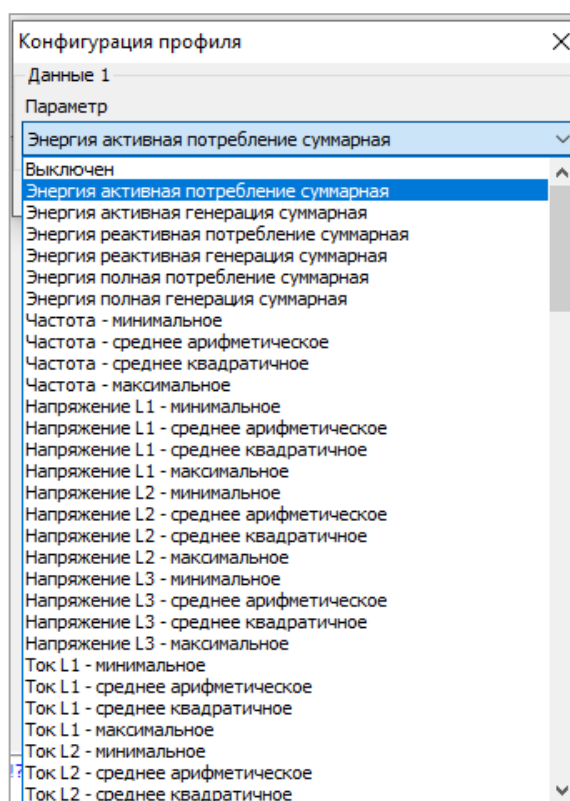 Конфигурация профиля
Данные 1
Параметр
Энергия активная потребление суммарная
Выключен
Энергия активная потребление суммарная
Энергия активная генерация суммарная
Энергия реактивная потребление суммарная
Энергия реактивная генерация суммарная
Энергия полная потребление суммарная
Энергия полная генерация суммарная
Частота - минимальное
Частота - среднее арифметическое
Частота - среднее квадратичное
Частота - максимальное
Напряжение L1 - минимальное
Напряжение L1 - среднее арифметическое
Напряжение L1 - среднее квадратичное
Напряжение L1 - максимальное
Напряжение L2 - минимальное
Напряжение L2 - среднее арифметическое
Напряжение L2 - среднее квадратичное
Напряжение L2 - максимальное
Напряжение L3 - минимальное
Напряжение L3 - среднее арифметическое
Напряжение L3 - среднее квадратичное
Напряжение L3 - максимальное
Ток L1 - минимальное
Ток L1 - среднее арифметическое
Ток L1 - среднее квадратичное
Ток L1 - максимальное
Ток L2 - минимальное
Ток L2 - среднее арифметическое
Ток L2 - среднее квадратичное